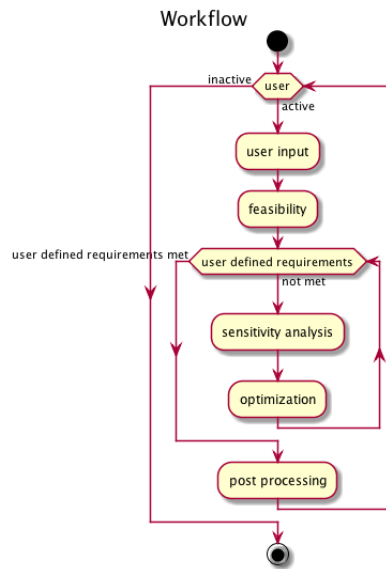 Workflow
inactive
user
active
user input
feasibility
user defined requirements met
user defined requirements
not met
sensitivity analysis
optimization
post processing